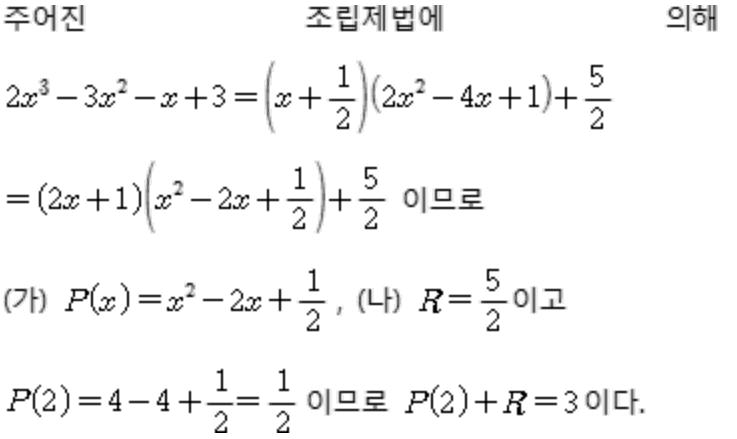 주어진 조립제법에 의해
2x³ − 3x² − x + 3 = (x + 1/2)(2x² − 4x + 1) + 5/2
= (2x + 1)(x² − 2x + 1/2) + 5/2 이므로
(가) P(x) = x² − 2x + 1/2 , (나) R = 5/2 이고
P(2) = 4 − 4 + 1/2 = 1/2 이므로 P(2) + R = 3 이다.